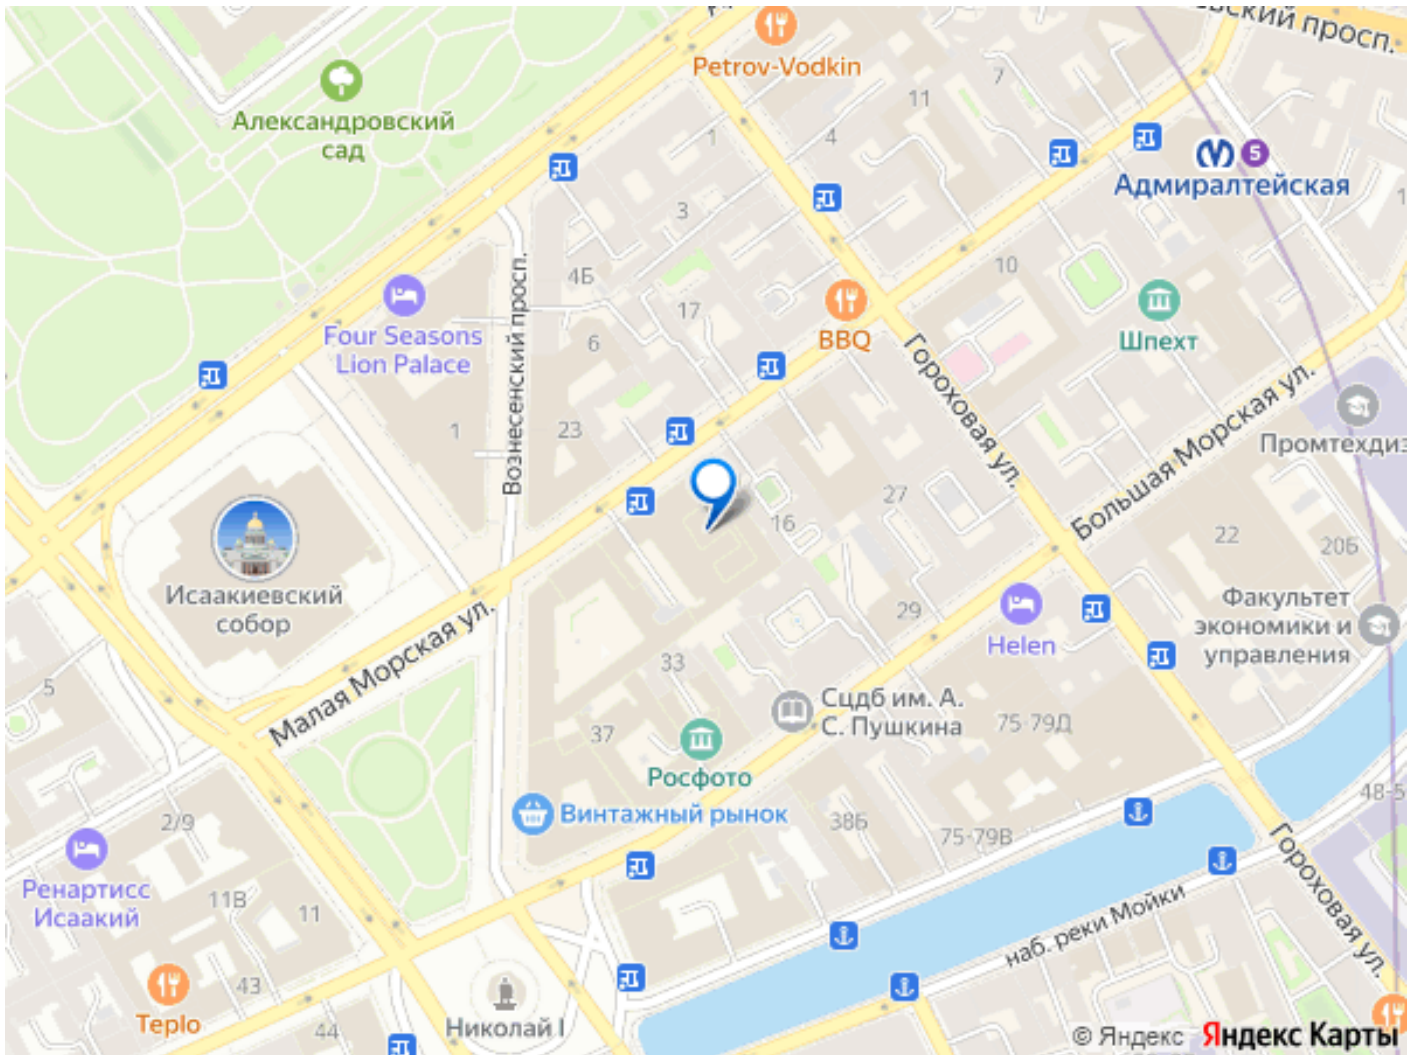 Petrov-Vodkin
Александровский
сад
7
11
1
4
5
Адмиралтейская
3
4Б
10
17
Four Seasons
Lion Palace
BBQ
Шпехт
6
Вознесенский просп.
Гороховая ул.
Большая Морская ул.
1
23
Промтехдиз
27
16
22
20Б
Исаакиевский
собор
Факультет
экономики и
управления
29
Helen
Малая Морская ул.
33
5
Сцдб им. А.
С. Пушкина
75-79Д
37
Росфото
Винтажный рынок
38Б
75-79В
48-5
2/9
Ренартисс
Исаакий
11В
11
Гороховая ул.
наб. реки Мойки
43
Teplo
44
Николай I
© Яндекс Яндекс Карты